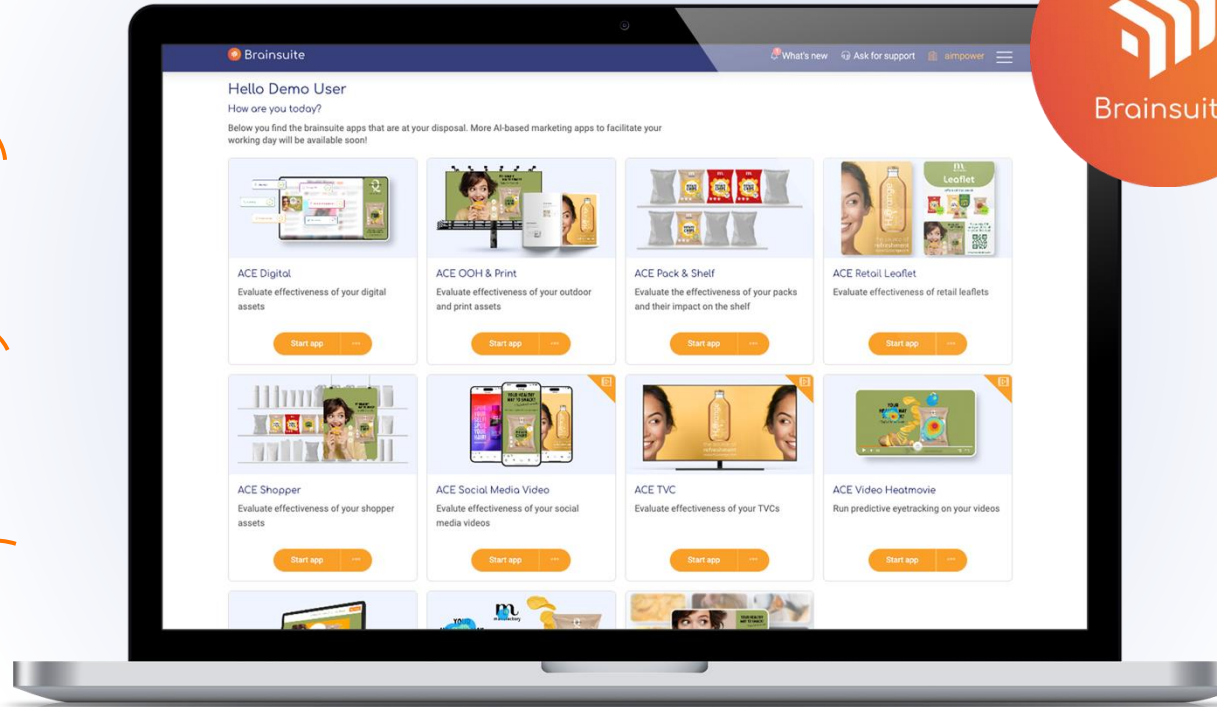 Brainsuite
What's new
Ask for support
aimpower
Brainsuit
Hello Demo User
How are you today?
Below you find the brainsuite apps that are at your disposal. More AI-based marketing apps to facilitate your
working day will be available soon!
Leaflet
ACE Digital
Evaluate effectiveness of your digital
assets
Start app
ACE OOH & Print
Evaluate effectiveness of your outdoor
and print assets
Start app
ACE Pack & Shelf
Evaluate the effectiveness of your packs
and their impact on the shelf
Start app
ACE Retail Leaflet
Evaluate effectiveness of retail leaflets
Start app
ACE Shopper
Evaluate effectiveness of your shopper
assets
Start app
ACE Social Media Video
Evalute effectiveness of your social
media videos
Start app
ACE TVC
Evaluate effectiveness of your TVCs
Start app
ACE Video Heatmovie
Run predictive eyetracking on your videos
Start app